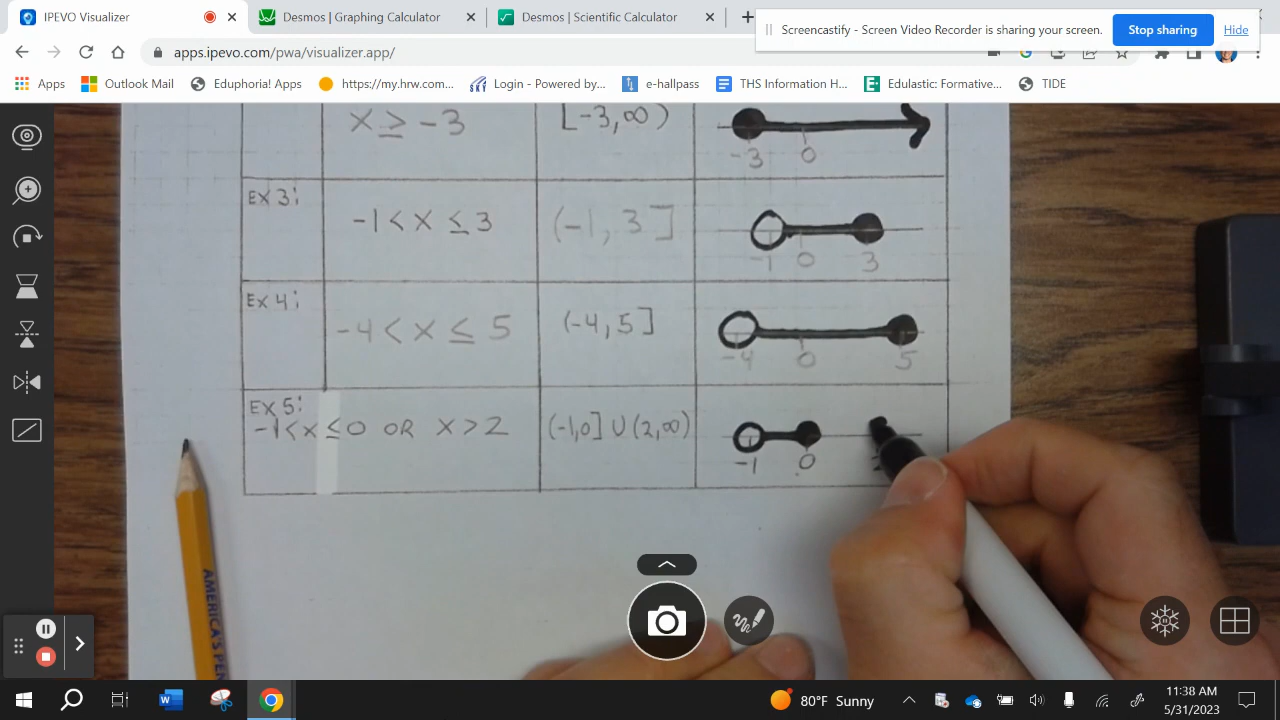 IPEVO Visualizer
Desmos | Graphing Calculator
Desmos | Scientific Calculator
Screencastify - Screen Video Recorder is sharing your screen.
Stop sharing
Hide
apps.ipevo.com/pwa/visualizer.app/
Apps
Outlook Mail
Eduphoria! Ap
https://my.hrw.com...
Login - Powered by...
e-hallpass
THS Information H...
Edulastic: Formative...
TIDE
x ≥ -3
[-3, ∞)
-3 0
Ex 3:
-1 < x ≤ 3
(-1, 3]
-1 0 3
Ex 4:
-4 < x ≤ 5
(-4, 5]
-4 0 5
Ex 5:
-1 < x ≤ 0 OR x > 2
(-1,0] ∪ (2,∞)
-1 0
AMERICA'S PEN
80°F Sunny
11:38 AM
5/31/2023